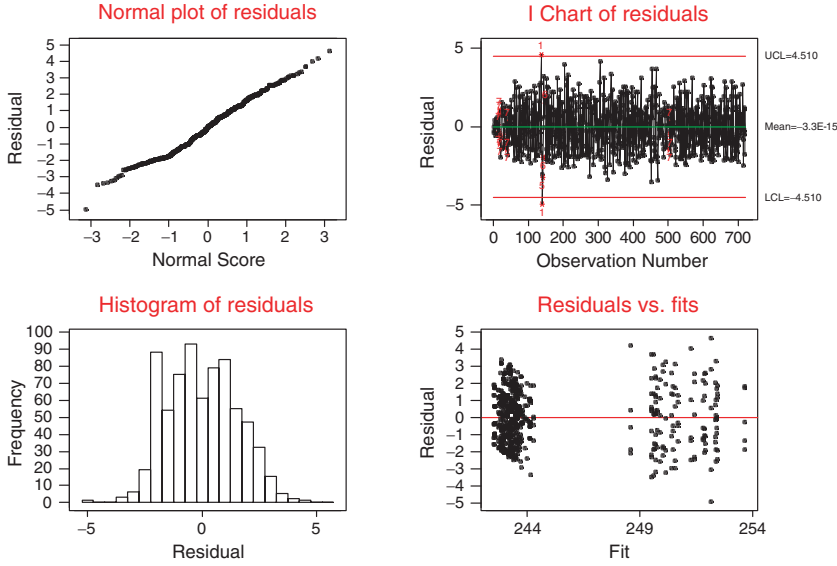 Normal plot of residuals
I Chart of residuals
Residual
5
4
3
2
1
0
−1
−2
−3
−4
−5
−3 −2 −1 0 1 2 3
Normal Score
Residual
5
0
−5
1
1
UCL=4.510
Mean=−3.3E-15
LCL=−4.510
0 100 200 300 400 500 600 700
Observation Number
Histogram of residuals
Residuals vs. fits
Frequency
100
90
80
70
60
50
40
30
20
10
0
−5 0 5
Residual
Residual
5
4
3
2
1
0
−1
−2
−3
−4
−5
244 249 254
Fit